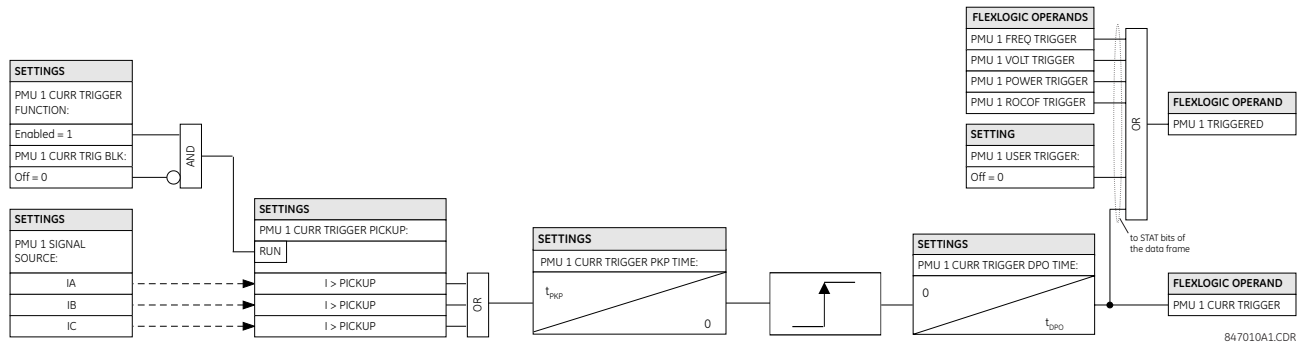 SETTINGS
PMU 1 CURR TRIGGER
FUNCTION:
Enabled = 1
PMU 1 CURR TRIG BLK:
Off = 0
AND
SETTINGS
PMU 1 SIGNAL
SOURCE:
IA
IB
IC
SETTINGS
PMU 1 CURR TRIGGER PICKUP:
RUN
I > PICKUP
I > PICKUP
I > PICKUP
OR
SETTINGS
PMU 1 CURR TRIGGER PKP TIME:
tPKP
0
SETTINGS
PMU 1 CURR TRIGGER DPO TIME:
0
tDPO
FLEXLOGIC OPERANDS
PMU 1 FREQ TRIGGER
PMU 1 VOLT TRIGGER
PMU 1 POWER TRIGGER
PMU 1 ROCOF TRIGGER
SETTING
PMU 1 USER TRIGGER:
Off = 0
OR
to STAT bits of
the data frame
FLEXLOGIC OPERAND
PMU 1 TRIGGERED
FLEXLOGIC OPERAND
PMU 1 CURR TRIGGER
847010A1.CDR